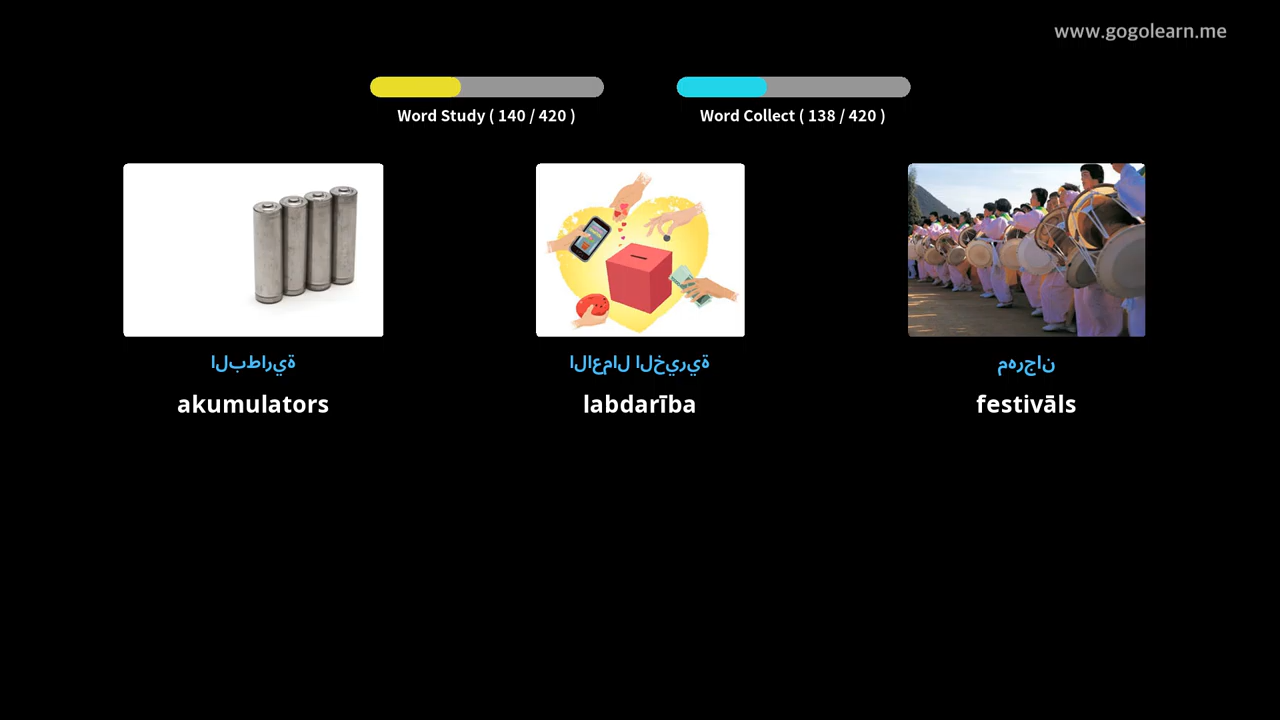 www.gogolearn.me
Word Study ( 140 / 420 )
Word Collect ( 138 / 420 )
البطارية
akumulators
الاعمال الخيرية
labdarība
مهرجان
festivāls